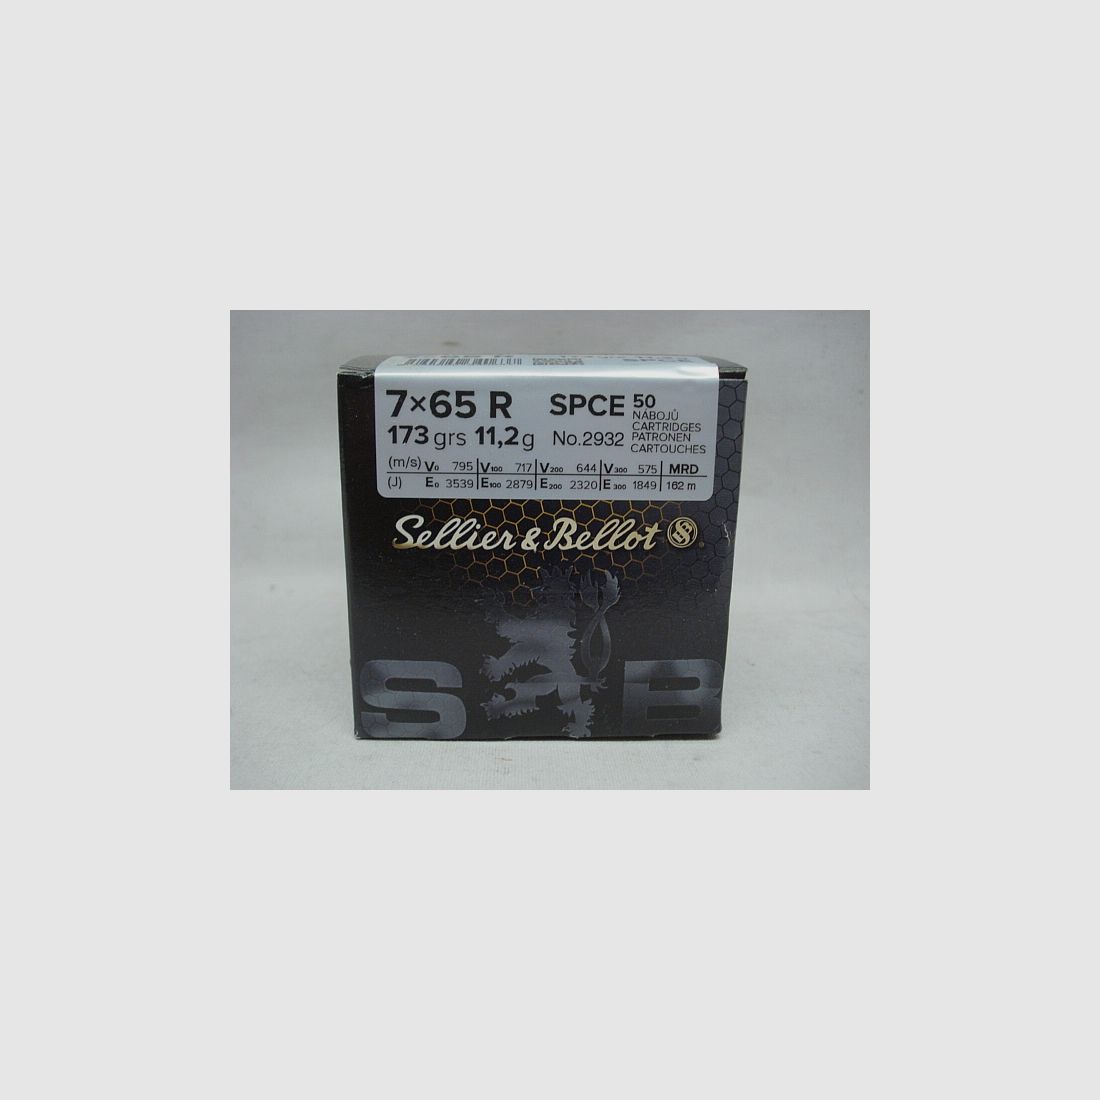 7×65 R SPCE 50
NÁBOJŮ
CARTRIDGES
PATRONEN
CARTOUCHES
173 grs 11,2g No.2932
(m/s) V0 795 V100 717 V200 644 V300 575 MRD
(J) E0 3539 E100 2879 E200 2320 E300 1849 162 m
Sellier & Bellot
S B